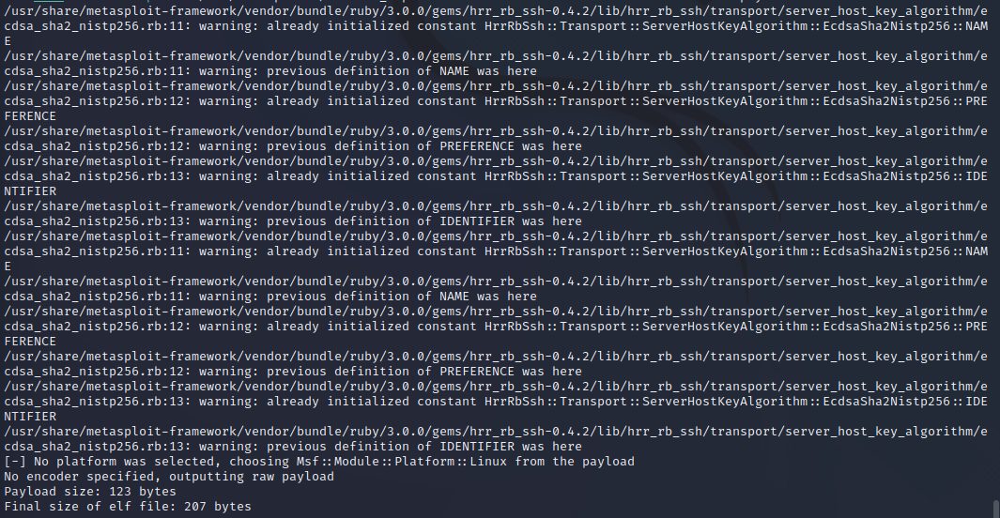 /usr/share/metasploit-framework/vendor/bundle/ruby/3.0.0/gems/hrr_rb_ssh-0.4.2/lib/hrr_rb_ssh/transport/server_host_key_algorithm/e
cdsa_sha2_nistp256.rb:11: warning: already initialized constant HrrRbSsh::Transport::ServerHostKeyAlgorithm::EcdsaSha2Nistp256::NAM
E
/usr/share/metasploit-framework/vendor/bundle/ruby/3.0.0/gems/hrr_rb_ssh-0.4.2/lib/hrr_rb_ssh/transport/server_host_key_algorithm/e
cdsa_sha2_nistp256.rb:11: warning: previous definition of NAME was here
/usr/share/metasploit-framework/vendor/bundle/ruby/3.0.0/gems/hrr_rb_ssh-0.4.2/lib/hrr_rb_ssh/transport/server_host_key_algorithm/e
cdsa_sha2_nistp256.rb:12: warning: already initialized constant HrrRbSsh::Transport::ServerHostKeyAlgorithm::EcdsaSha2Nistp256::PRE
FERENCE
/usr/share/metasploit-framework/vendor/bundle/ruby/3.0.0/gems/hrr_rb_ssh-0.4.2/lib/hrr_rb_ssh/transport/server_host_key_algorithm/e
cdsa_sha2_nistp256.rb:12: warning: previous definition of PREFERENCE was here
/usr/share/metasploit-framework/vendor/bundle/ruby/3.0.0/gems/hrr_rb_ssh-0.4.2/lib/hrr_rb_ssh/transport/server_host_key_algorithm/e
cdsa_sha2_nistp256.rb:13: warning: already initialized constant HrrRbSsh::Transport::ServerHostKeyAlgorithm::EcdsaSha2Nistp256::IDE
NTIFIER
/usr/share/metasploit-framework/vendor/bundle/ruby/3.0.0/gems/hrr_rb_ssh-0.4.2/lib/hrr_rb_ssh/transport/server_host_key_algorithm/e
cdsa_sha2_nistp256.rb:13: warning: previous definition of IDENTIFIER was here
/usr/share/metasploit-framework/vendor/bundle/ruby/3.0.0/gems/hrr_rb_ssh-0.4.2/lib/hrr_rb_ssh/transport/server_host_key_algorithm/e
cdsa_sha2_nistp256.rb:11: warning: already initialized constant HrrRbSsh::Transport::ServerHostKeyAlgorithm::EcdsaSha2Nistp256::NAM
E
/usr/share/metasploit-framework/vendor/bundle/ruby/3.0.0/gems/hrr_rb_ssh-0.4.2/lib/hrr_rb_ssh/transport/server_host_key_algorithm/e
cdsa_sha2_nistp256.rb:11: warning: previous definition of NAME was here
/usr/share/metasploit-framework/vendor/bundle/ruby/3.0.0/gems/hrr_rb_ssh-0.4.2/lib/hrr_rb_ssh/transport/server_host_key_algorithm/e
cdsa_sha2_nistp256.rb:12: warning: already initialized constant HrrRbSsh::Transport::ServerHostKeyAlgorithm::EcdsaSha2Nistp256::PRE
FERENCE
/usr/share/metasploit-framework/vendor/bundle/ruby/3.0.0/gems/hrr_rb_ssh-0.4.2/lib/hrr_rb_ssh/transport/server_host_key_algorithm/e
cdsa_sha2_nistp256.rb:12: warning: previous definition of PREFERENCE was here
/usr/share/metasploit-framework/vendor/bundle/ruby/3.0.0/gems/hrr_rb_ssh-0.4.2/lib/hrr_rb_ssh/transport/server_host_key_algorithm/e
cdsa_sha2_nistp256.rb:13: warning: already initialized constant HrrRbSsh::Transport::ServerHostKeyAlgorithm::EcdsaSha2Nistp256::IDE
NTIFIER
/usr/share/metasploit-framework/vendor/bundle/ruby/3.0.0/gems/hrr_rb_ssh-0.4.2/lib/hrr_rb_ssh/transport/server_host_key_algorithm/e
cdsa_sha2_nistp256.rb:13: warning: previous definition of IDENTIFIER was here
[-] No platform was selected, choosing Msf::Module::Platform::Linux from the payload
No encoder specified, outputting raw payload
Payload size: 123 bytes
Final size of elf file: 207 bytes